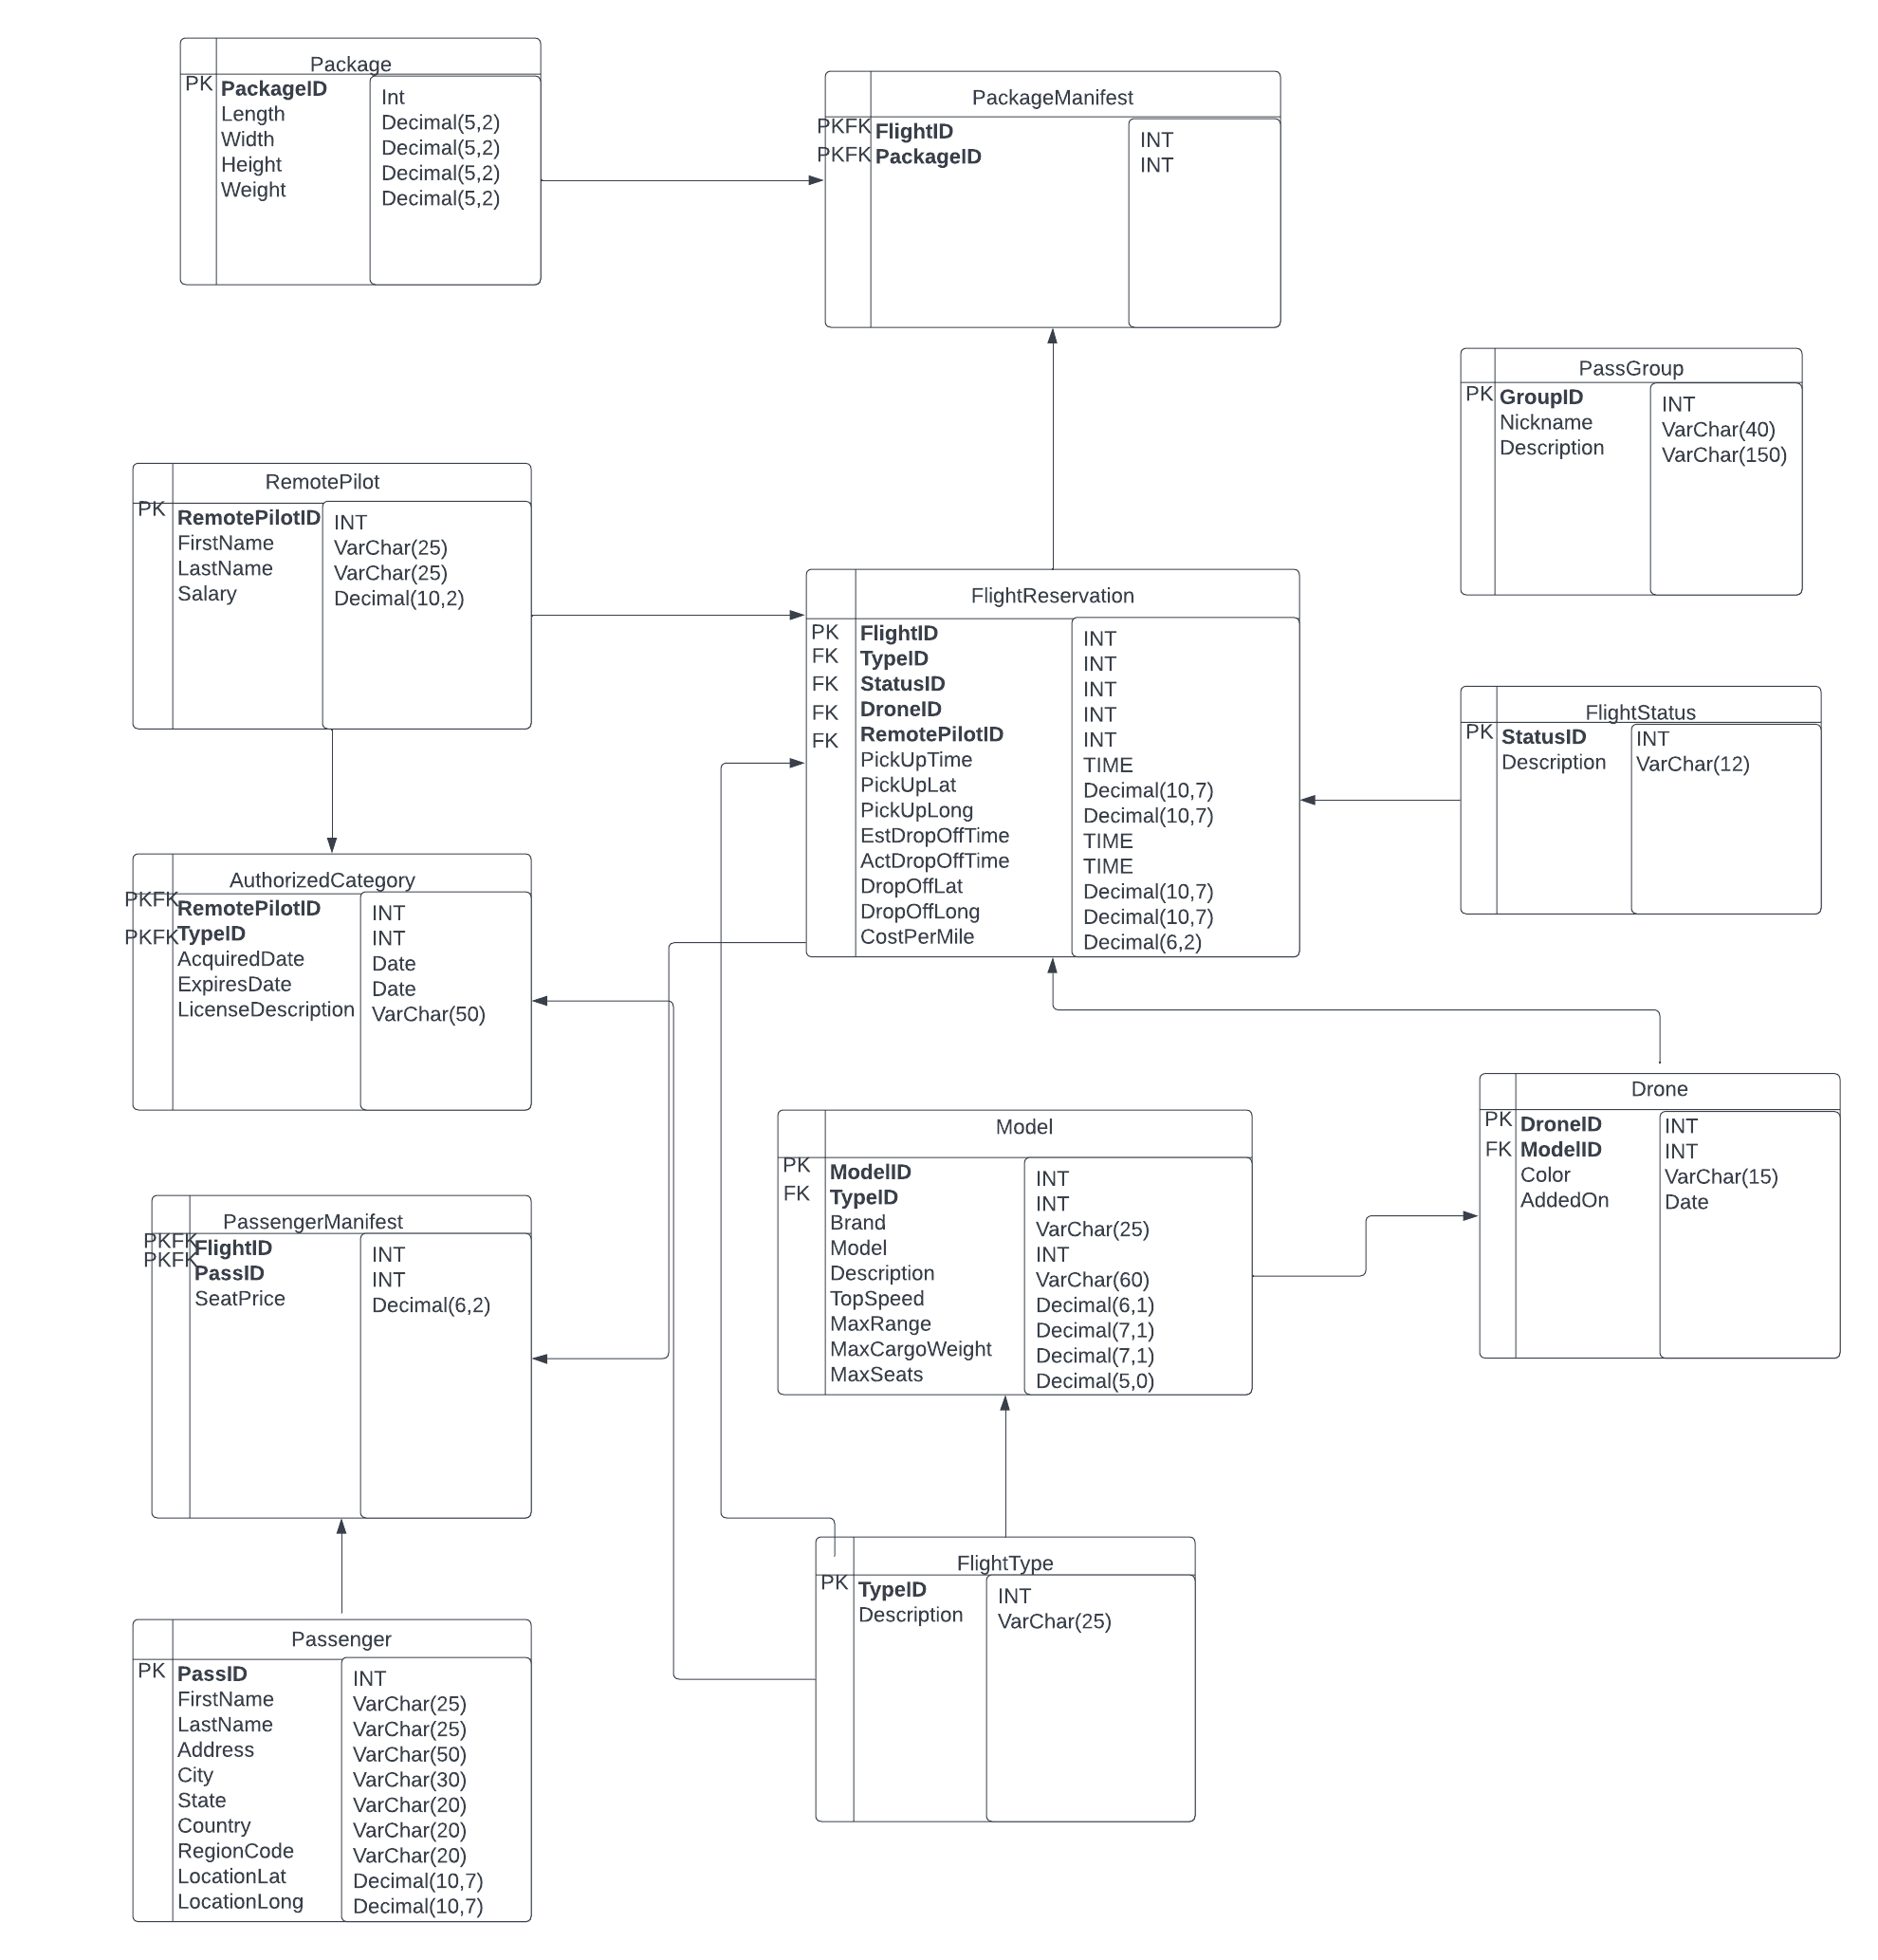 Package
PK PackageID Int
Length Decimal(5,2)
Width Decimal(5,2)
Height Decimal(5,2)
Weight Decimal(5,2)
PackageManifest
PKFK FlightID INT
PKFK PackageID INT
PassGroup
PK GroupID INT
Nickname VarChar(40)
Description VarChar(150)
RemotePilot
PK RemotePilotID INT
FirstName VarChar(25)
LastName VarChar(25)
Salary Decimal(10,2)
FlightReservation
PK FlightID INT
FK TypeID INT
FK StatusID INT
FK DroneID INT
FK RemotePilotID INT
PickUpTime TIME
PickUpLat Decimal(10,7)
PickUpLong Decimal(10,7)
EstDropOffTime TIME
ActDropOffTime TIME
DropOffLat Decimal(10,7)
DropOffLong Decimal(10,7)
CostPerMile Decimal(6,2)
FlightStatus
PK StatusID INT
Description VarChar(12)
AuthorizedCategory
PKFK RemotePilotID INT
PKFK TypeID INT
AcquiredDate Date
ExpiresDate Date
LicenseDescription VarChar(50)
Drone
PK DroneID INT
FK ModelID INT
Color VarChar(15)
AddedOn Date
Model
PK ModelID INT
FK TypeID INT
Brand VarChar(25)
Model INT
Description VarChar(60)
TopSpeed Decimal(6,1)
MaxRange Decimal(7,1)
MaxCargoWeight Decimal(7,1)
MaxSeats Decimal(5,0)
PassengerManifest
PKFK FlightID INT
PKFK PassID INT
SeatPrice Decimal(6,2)
FlightType
PK TypeID INT
Description VarChar(25)
Passenger
PK PassID INT
FirstName VarChar(25)
LastName VarChar(25)
Address VarChar(50)
City VarChar(30)
State VarChar(20)
Country VarChar(20)
RegionCode VarChar(20)
LocationLat Decimal(10,7)
LocationLong Decimal(10,7)